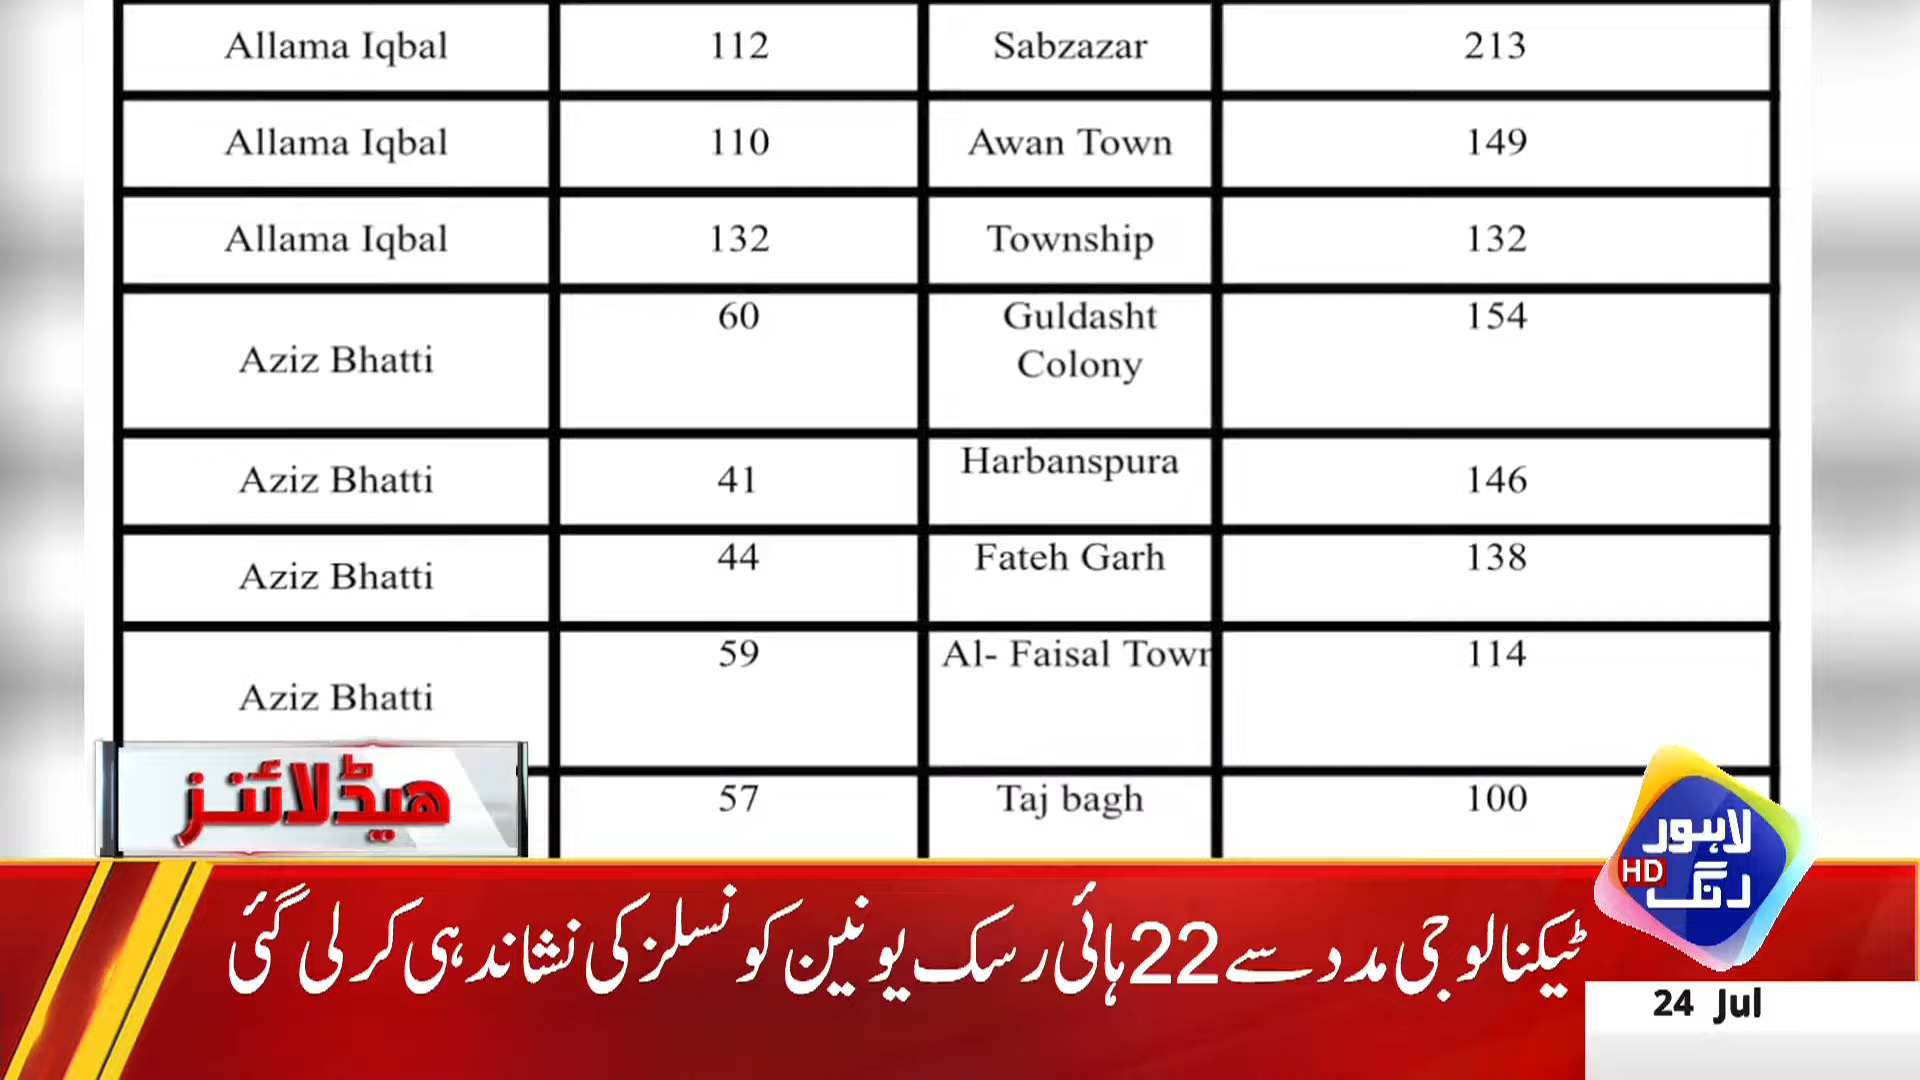 Allama Iqbal 112 Sabzazar 213
Allama Iqbal 110 Awan Town 149
Allama Iqbal 132 Township 132
Aziz Bhatti 60 Guldasht 154
Colony
Aziz Bhatti 41 Harbanspura 146
Aziz Bhatti 44 Fateh Garh 138
Aziz Bhatti 59 Al- Faisal Town 114
57 Taj bagh 100
ھیڈلائنز
لاہور
رنگ
HD
ٹیکنالوجی مدد سے 22 ہائی رسک یونین کونسلز کی نشاندہی کر لی گئی
24 Jul